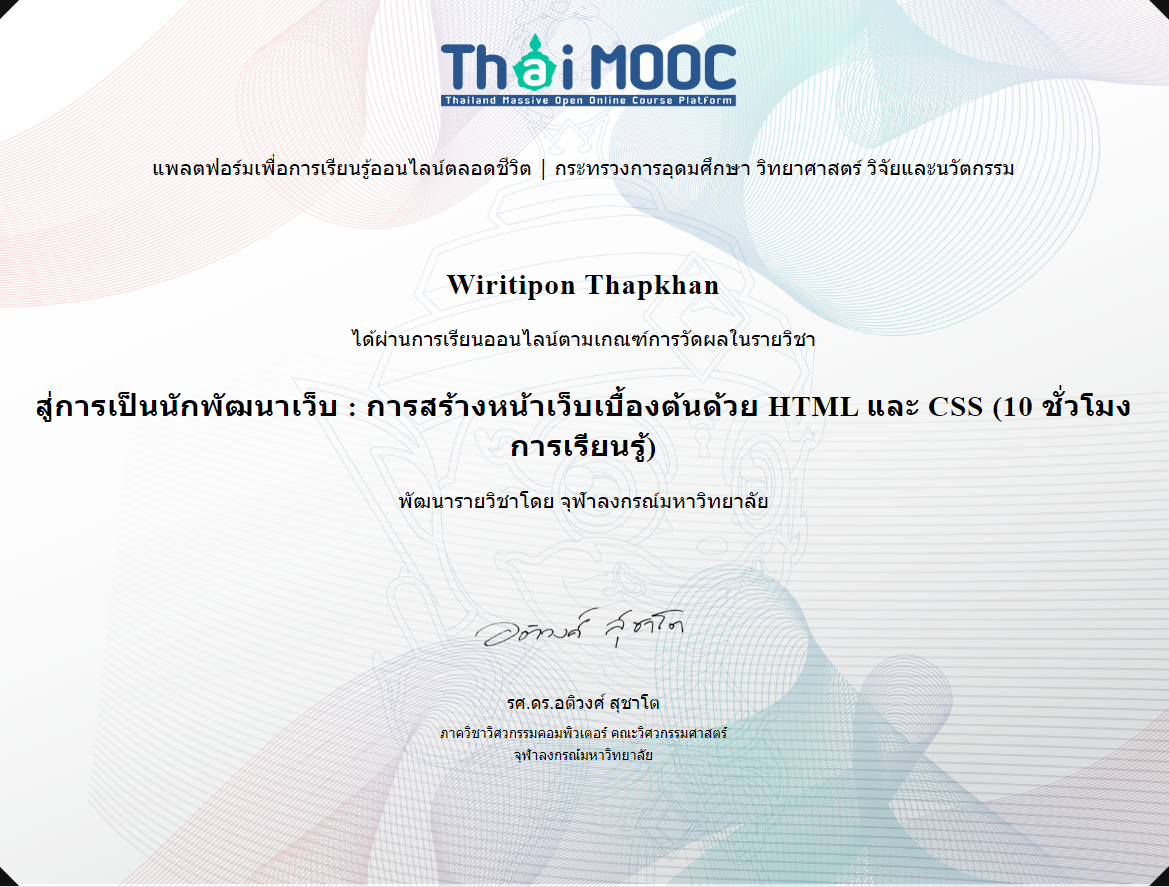 Thai MOOC
Thailand Massive Open Online Course Platform
แพลตฟอร์มเพื่อการเรียนรู้ออนไลน์ตลอดชีวิต | กระทรวงการอุดมศึกษา วิทยาศาสตร์ วิจัยและนวัตกรรม
Wiritipon Thapkhan
ได้ผ่านการเรียนออนไลน์ตามเกณฑ์การวัดผลในรายวิชา
สู่การเป็นนักพัฒนาเว็บ : การสร้างหน้าเว็บเบื้องต้นด้วย HTML และ CSS (10 ชั่วโมง
การเรียนรู้)
พัฒนารายวิชาโดย จุฬาลงกรณ์มหาวิทยาลัย
อติวงศ์ สุชาโต
รศ.ดร.อติวงศ์ สุชาโต
ภาควิชาวิศวกรรมคอมพิวเตอร์ คณะวิศวกรรมศาสตร์
จุฬาลงกรณ์มหาวิทยาลัย